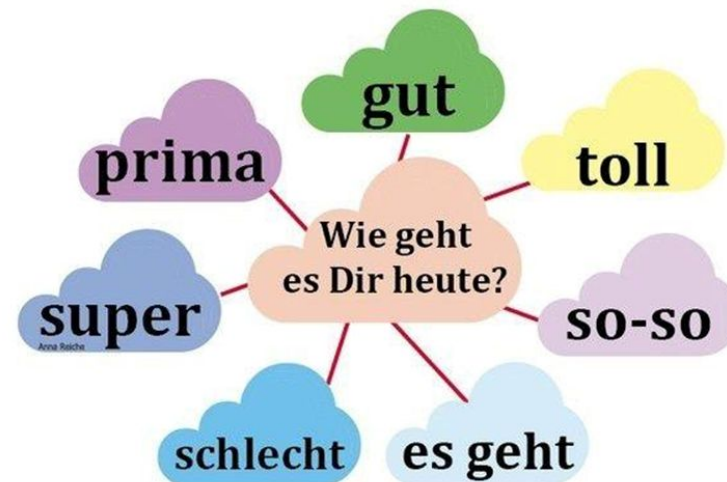 gut
prima
toll
Wie geht
es Dir heute?
super
Anna Reiche
so-so
schlecht
es geht